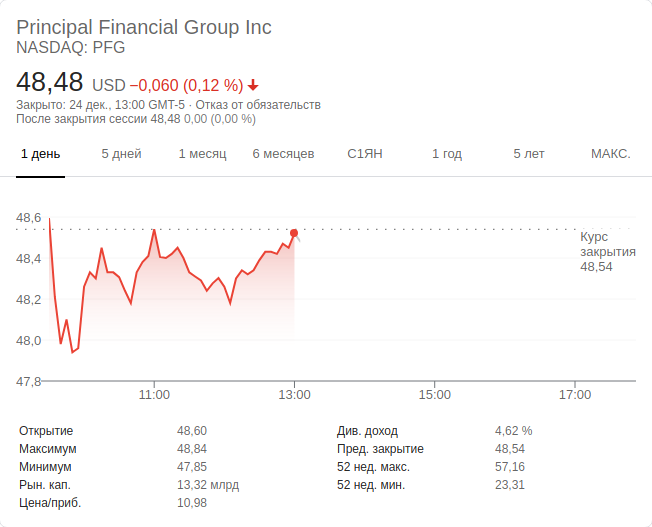 Principal Financial Group Inc
NASDAQ: PFG
48,48 USD −0,060 (0,12 %)
Закрыто: 24 дек., 13:00 GMT-5 · Отказ от обязательств
После закрытия сессии 48,48 0,00 (0,00 %)
1 день 5 дней 1 месяц 6 месяцев С1ЯН 1 год 5 лет МАКС.
48,6
Курс
закрытия
48,54
48,4
48,2
48,0
47,8
11:00 13:00 15:00 17:00
Открытие 48,60 Див. доход 4,62 %
Максимум 48,84 Пред. закрытие 48,54
Минимум 47,85 52 нед. макс. 57,16
Рын. кап. 13,32 млрд 52 нед. мин. 23,31
Цена/приб. 10,98